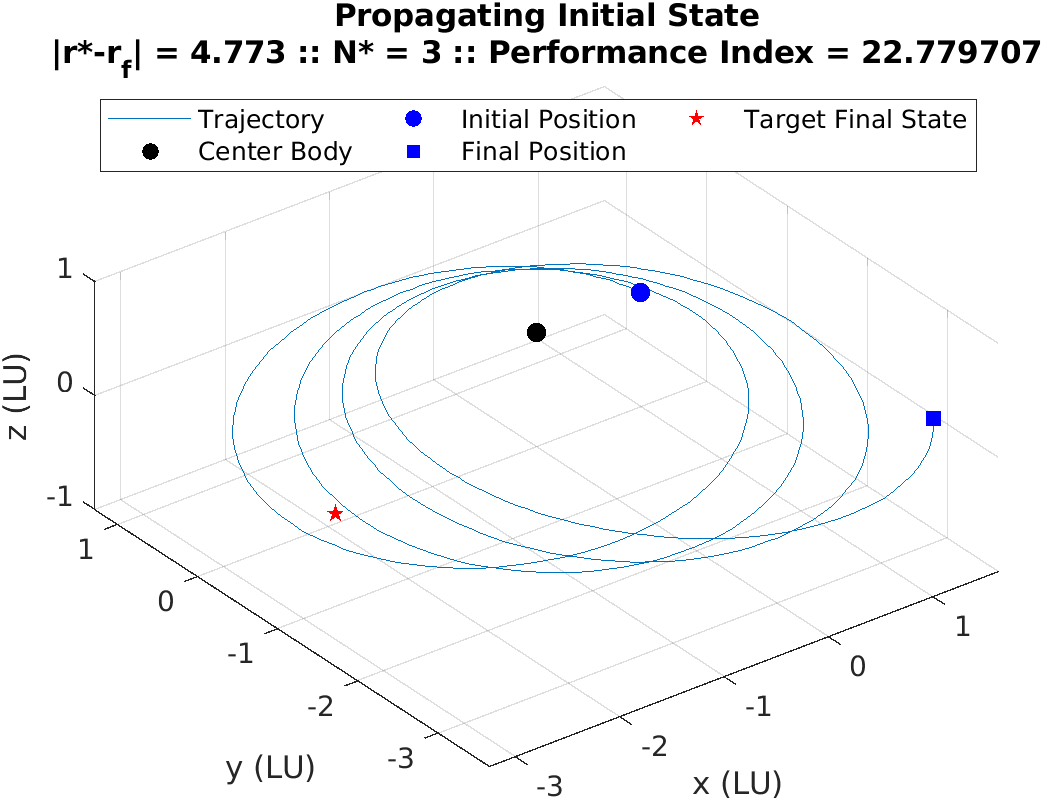 Propagating Initial State
|r*-r_f| = 4.773 :: N* = 3 :: Performance Index = 22.779707
Trajectory Initial Position Target Final State
Center Body Final Position
1
0
-1
z (LU)
1
0
-1
-2
-3
y (LU)
1
0
-1
-2
-3
x (LU)